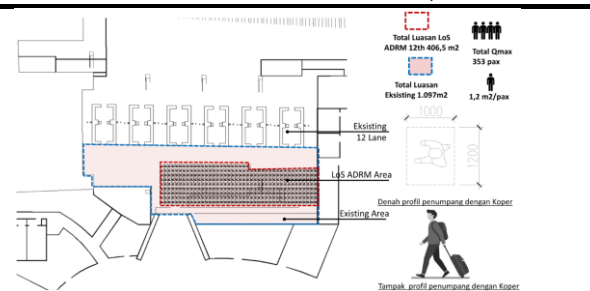 Total Luasan LoS
ADRM 12th 406,5 m2
Total Qmax
353 pax
Total Luasan
Eksisting 1.097m2
1,2 m2/pax
Eksisting
12 Lane
LoS ADRM Area
Existing Area
1000
1200
Denah profil penumpang dengan Koper
Tampak profil penumpang dengan Koper